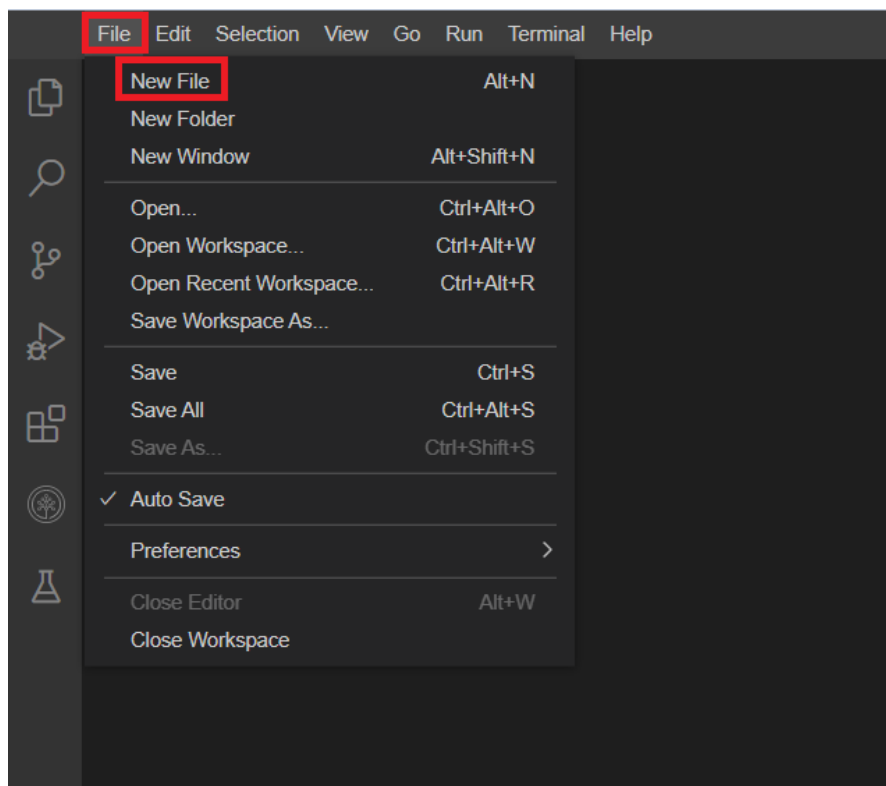 File Edit Selection View Go Run Terminal Help
New File Alt+N
New Folder
New Window Alt+Shift+N
Open... Ctrl+Alt+O
Open Workspace... Ctrl+Alt+W
Open Recent Workspace... Ctrl+Alt+R
Save Workspace As...
Save Ctrl+S
Save All Ctrl+Alt+S
Save As... Ctrl+Shift+S
Auto Save
Preferences
Close Editor Alt+W
Close Workspace